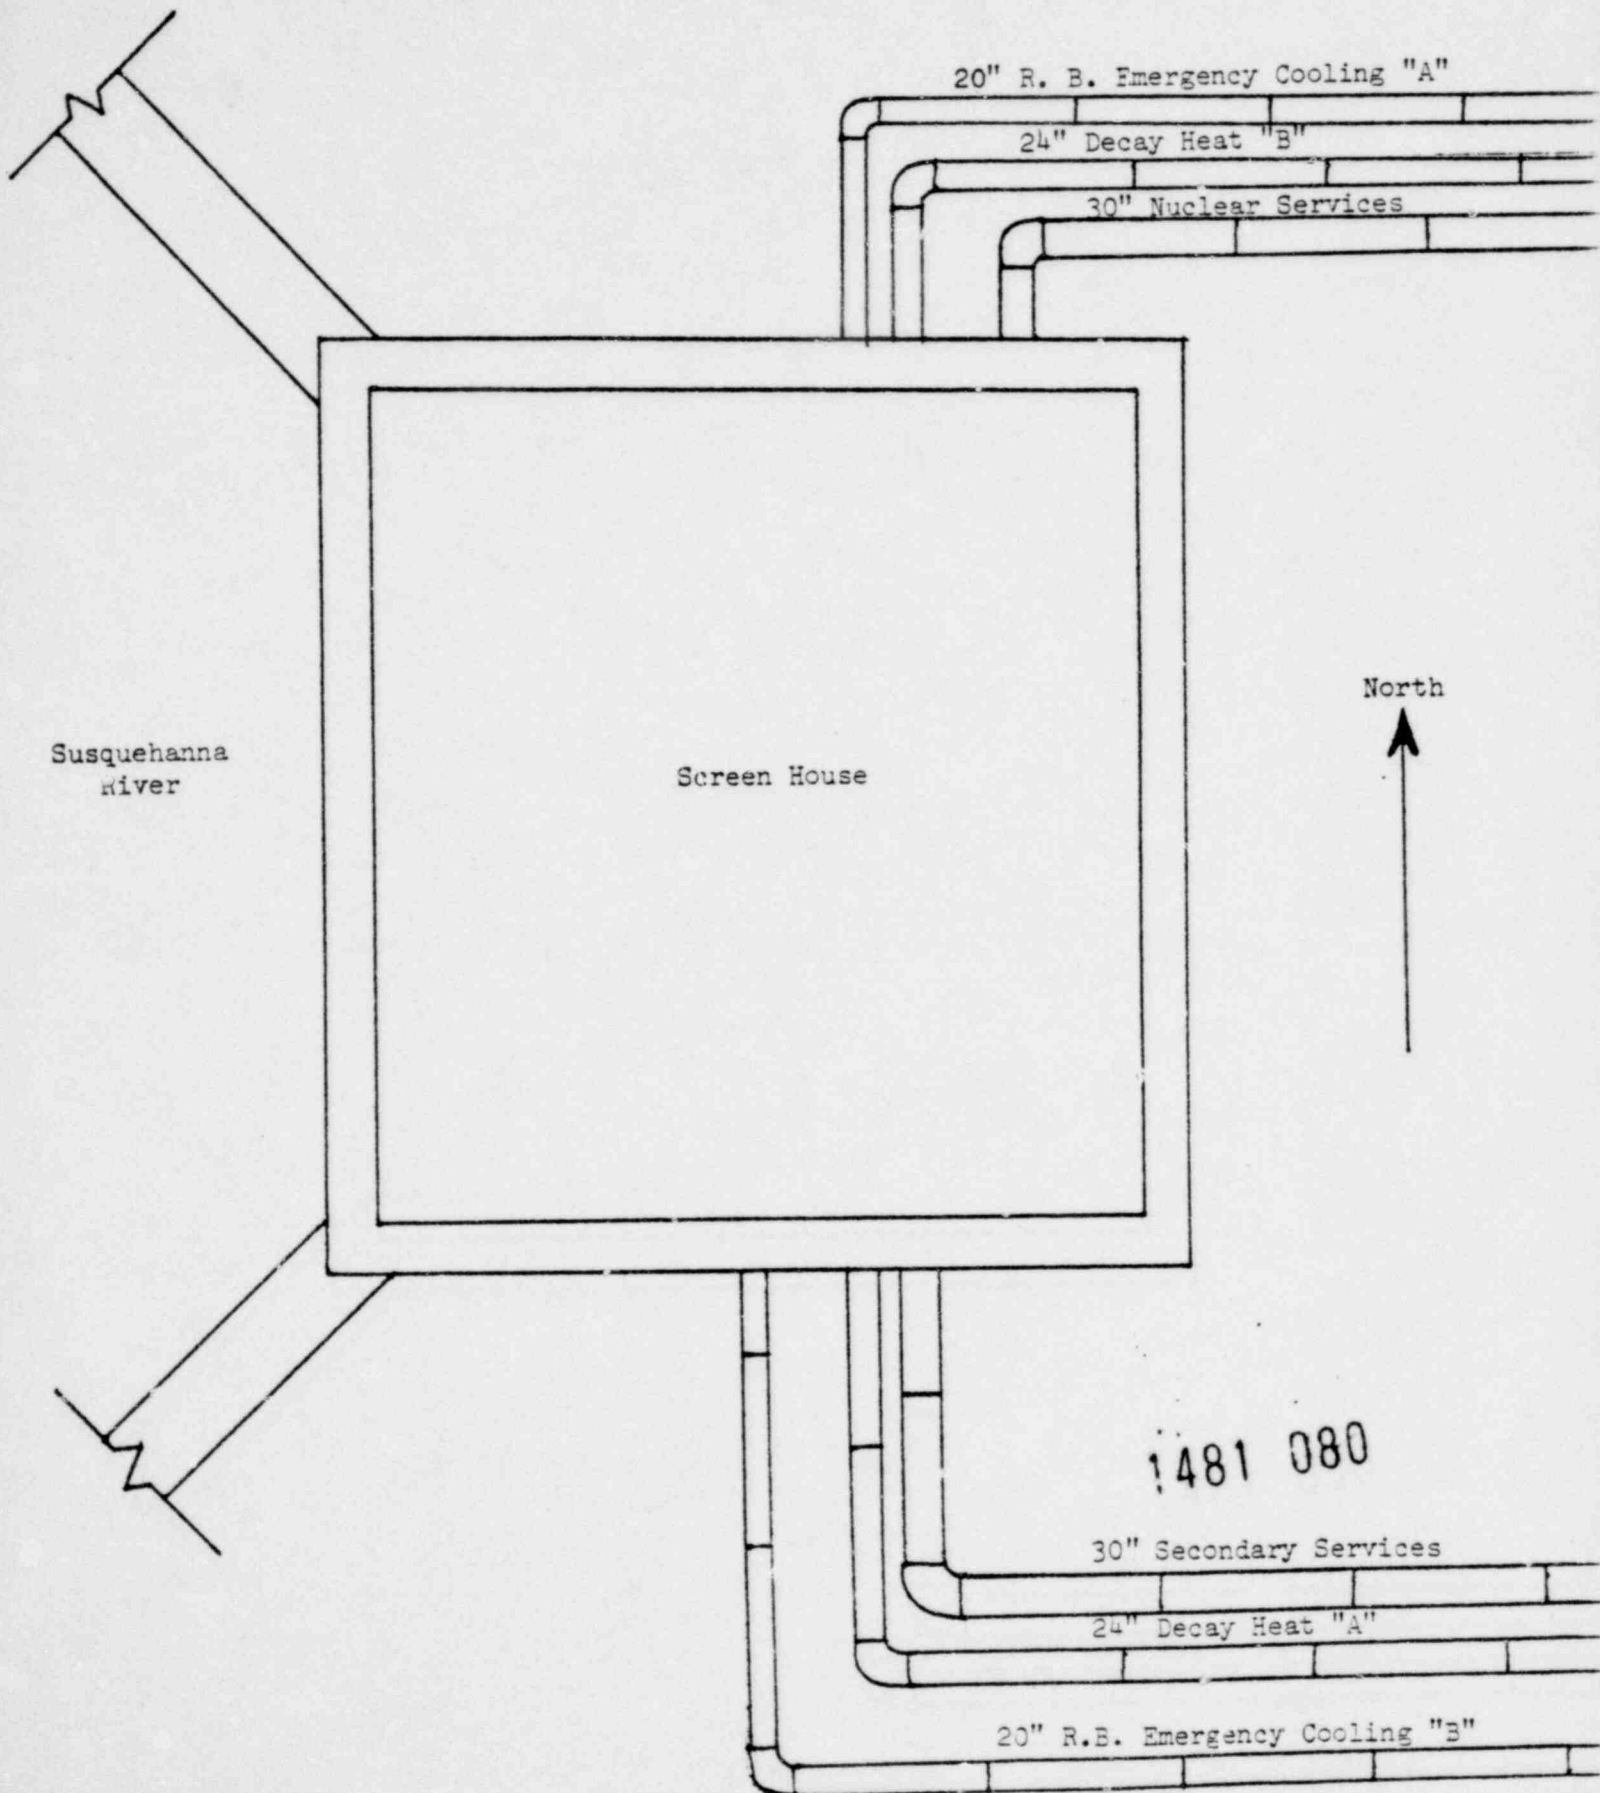 20" R. B. Emergency Cooling "A"
24" Decay Heat "B"
30" Nuclear Services
North
Susquehanna
River
Screen House
1481 080
30" Secondary Services
24" Decay Heat "A"
20" R.B. Emergency Cooling "B"